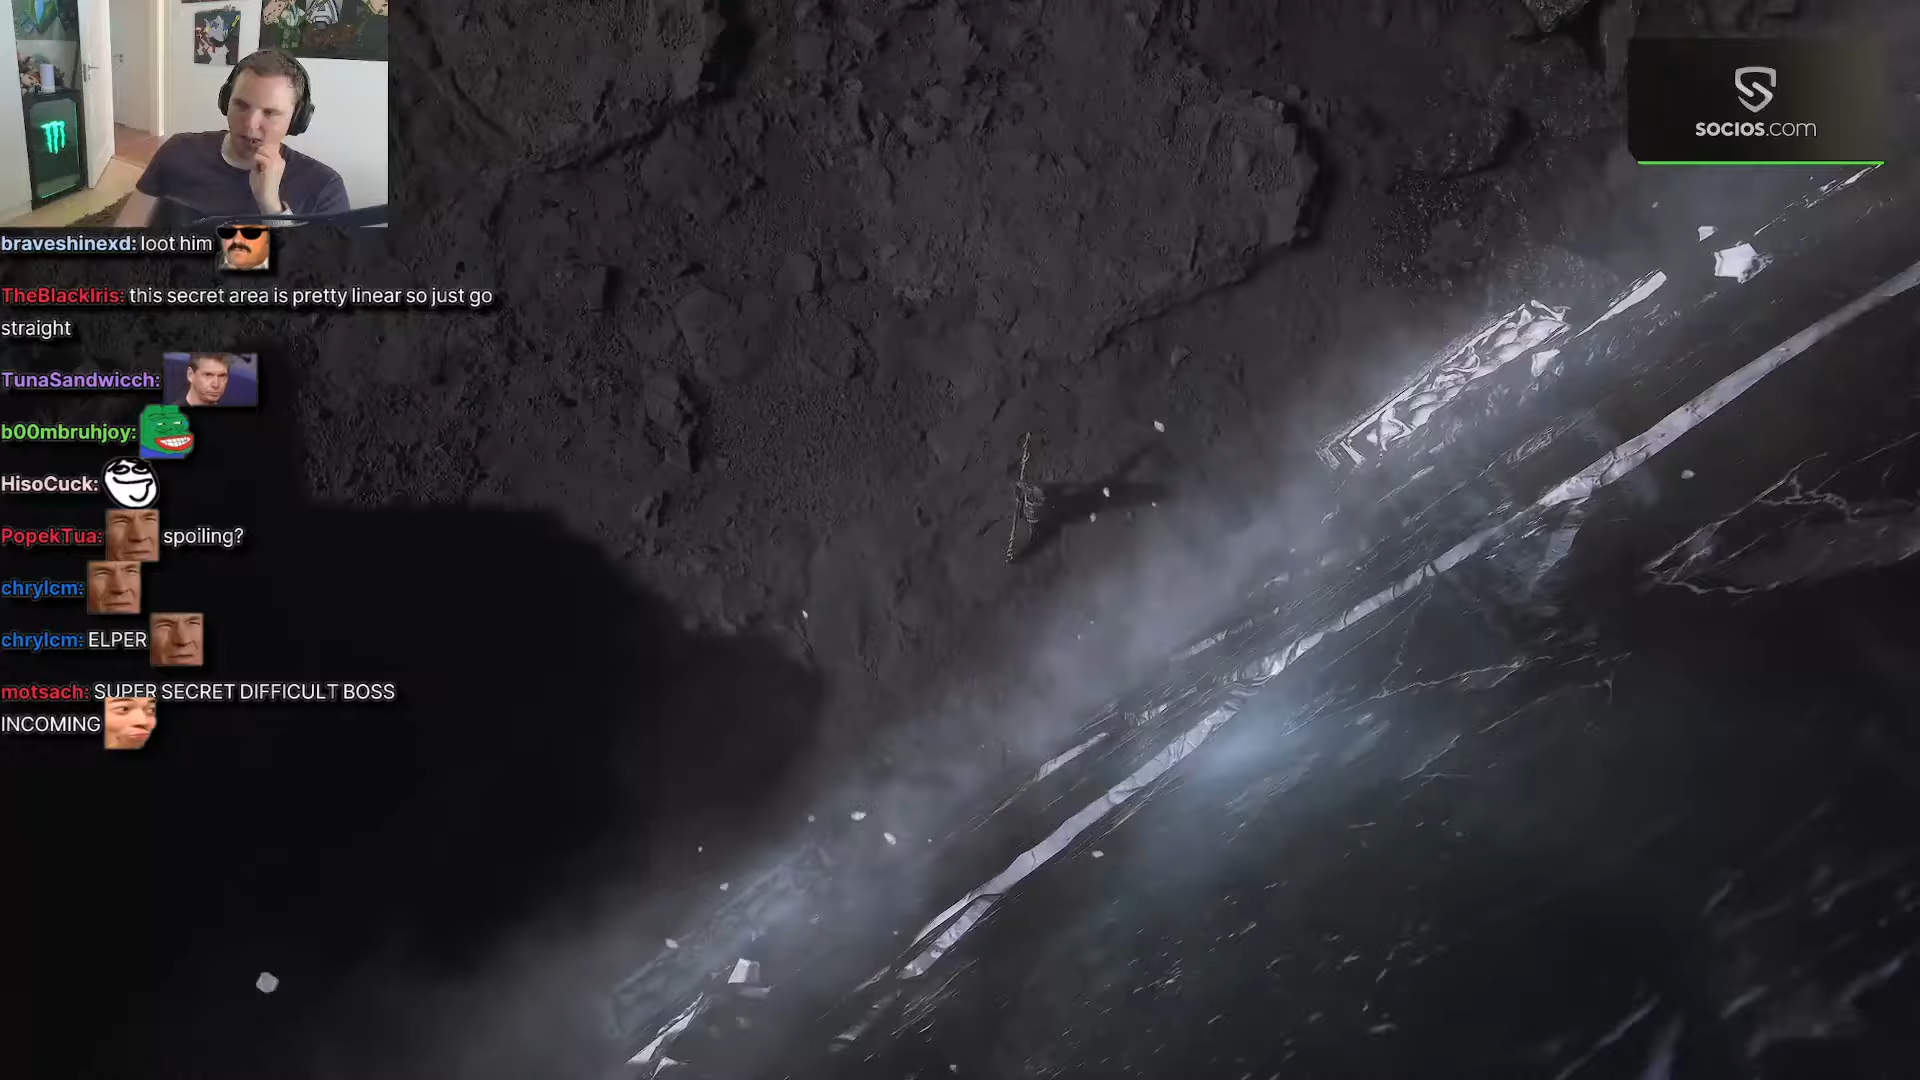 braveshinexd: loot him
TheBlackIris: this secret area is pretty linear so just go
straight
TunaSandwicch:
b00mbruhjoy:
HisoCuck:
PopekTua: spoiling?
chrylcm:
chrylcm: ELPER
motsach: SUPER SECRET DIFFICULT BOSS
INCOMING
socios.com